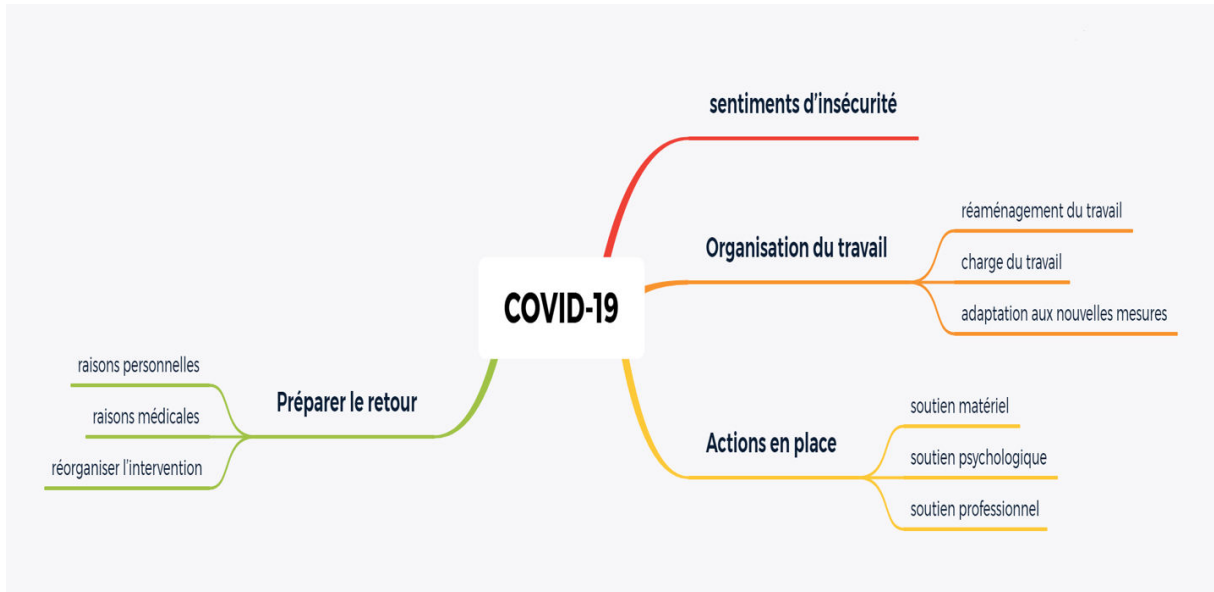 COVID-19
sentiments d'insécurité
Organisation du travail
réaménagement du travail
charge du travail
adaptation aux nouvelles mesures
Actions en place
soutien matériel
soutien psychologique
soutien professionnel
Préparer le retour
raisons personnelles
raisons médicales
réorganiser l'intervention